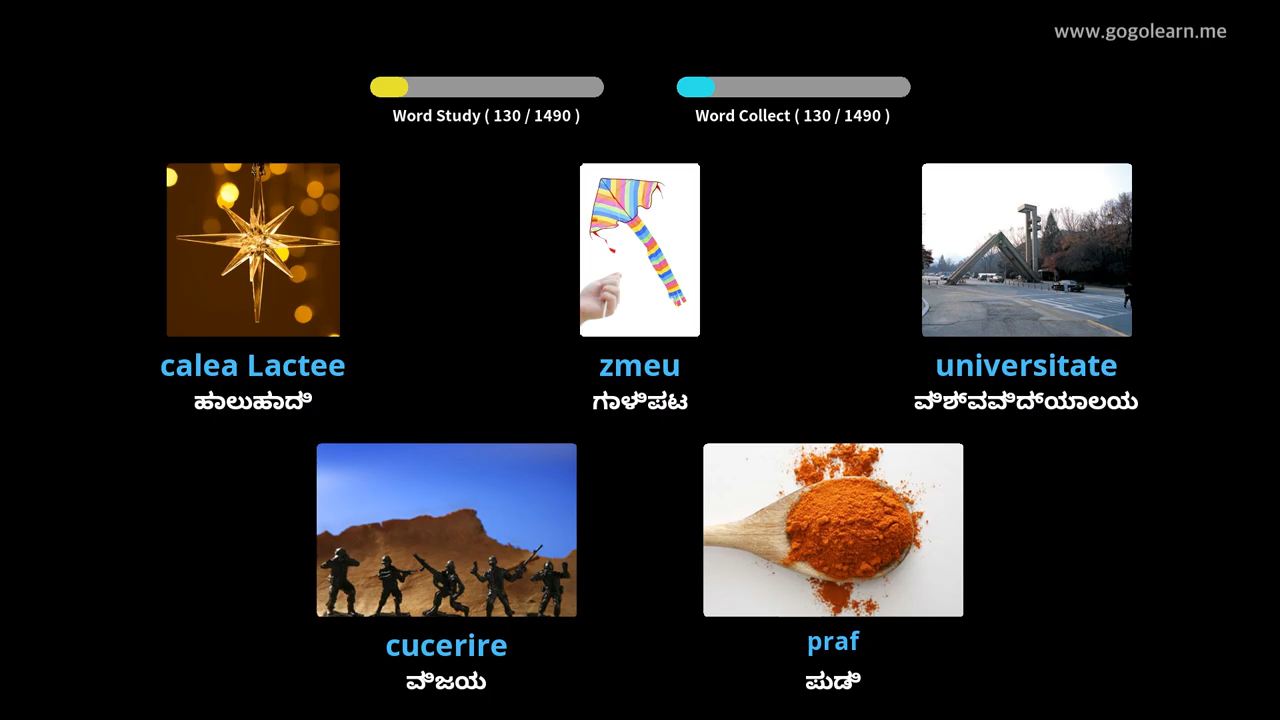 www.gogolearn.me
Word Study ( 130 / 1490 )
Word Collect ( 130 / 1490 )
calea Lactee
ಹಾಲುಹಾದಿ
zmeu
ಗಾಳಿಪಟ
universitate
ವಿಶ್ವವಿದ್ಯಾಲಯ
cucerire
ವಿಜಯ
praf
ಪುಡಿ